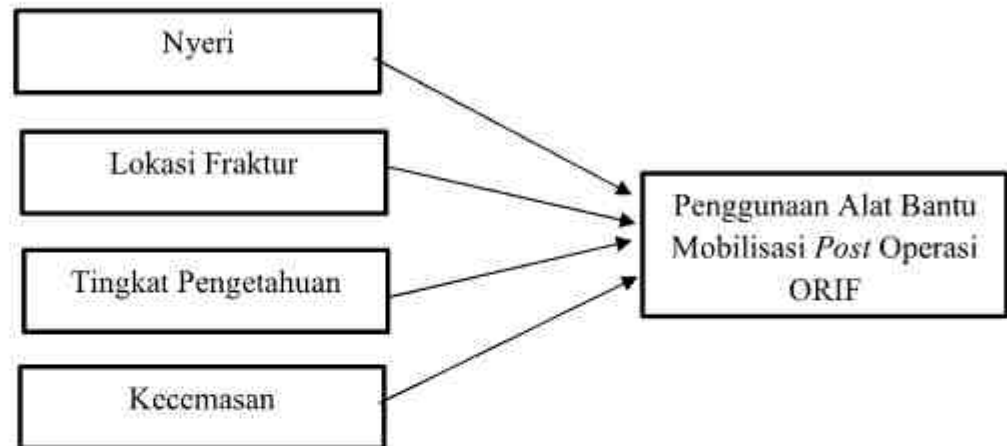 Nyeri
Lokasi Fraktur
Tingkat Pengetahuan
Kecemasan
Penggunaan Alat Bantu
Mobilisasi Post Operasi
ORIF